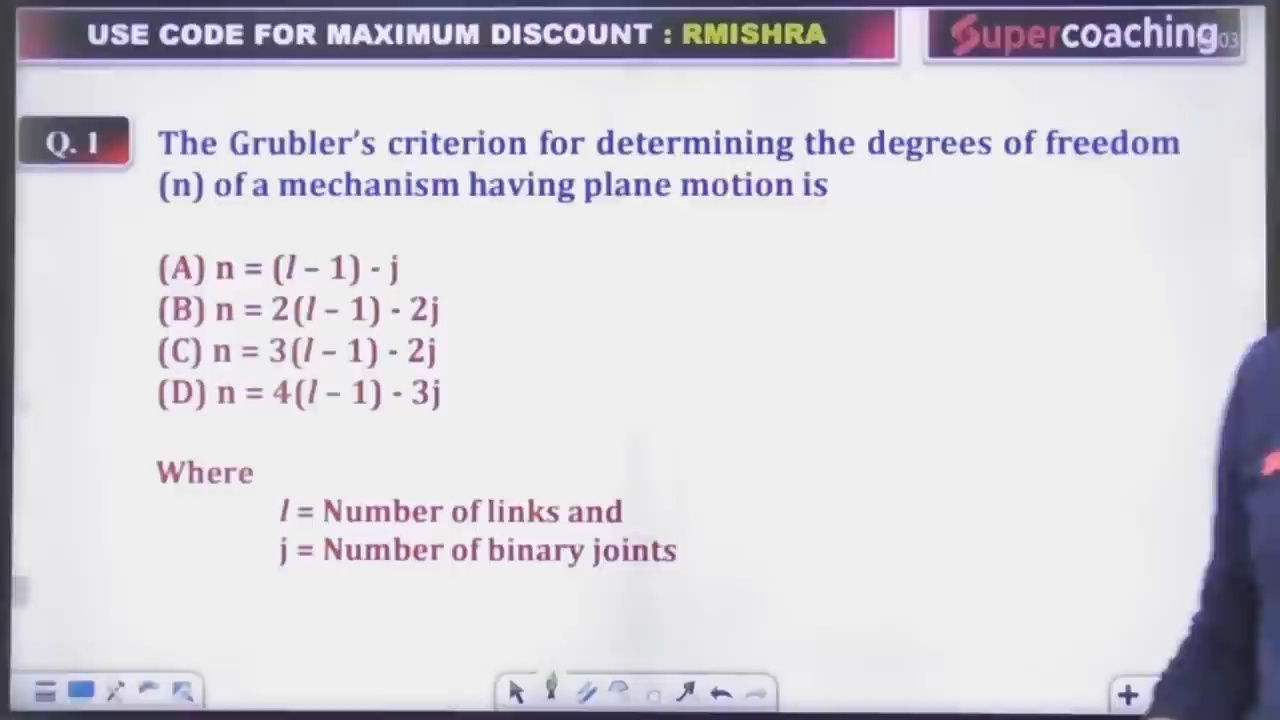 USE CODE FOR MAXIMUM DISCOUNT : RMISHRA
Supercoaching
03
Q. 1
The Grubler's criterion for determining the degrees of freedom
(n) of a mechanism having plane motion is
(A) n = (l – 1) - j
(B) n = 2(l – 1) - 2j
(C) n = 3(l – 1) - 2j
(D) n = 4(l – 1) - 3j
Where
l = Number of links and
j = Number of binary joints